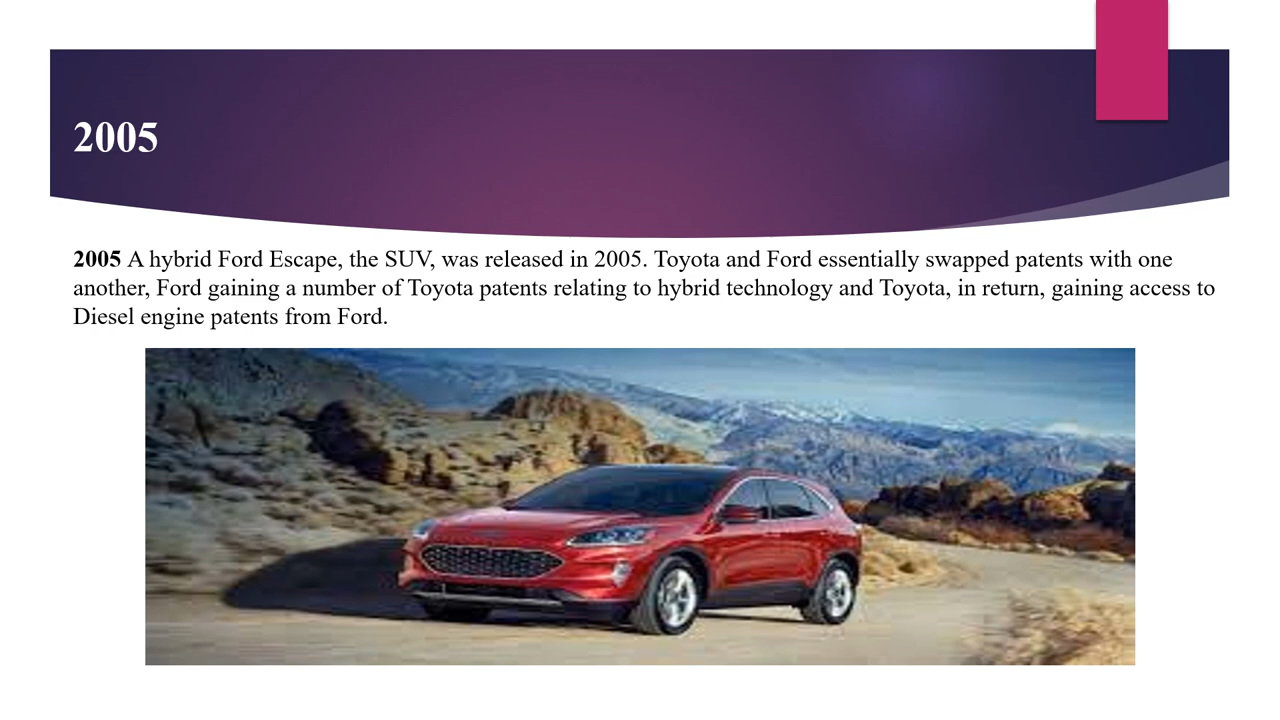 2005
2005 A hybrid Ford Escape, the SUV, was released in 2005. Toyota and Ford essentially swapped patents with one
another, Ford gaining a number of Toyota patents relating to hybrid technology and Toyota, in return, gaining access to
Diesel engine patents from Ford.